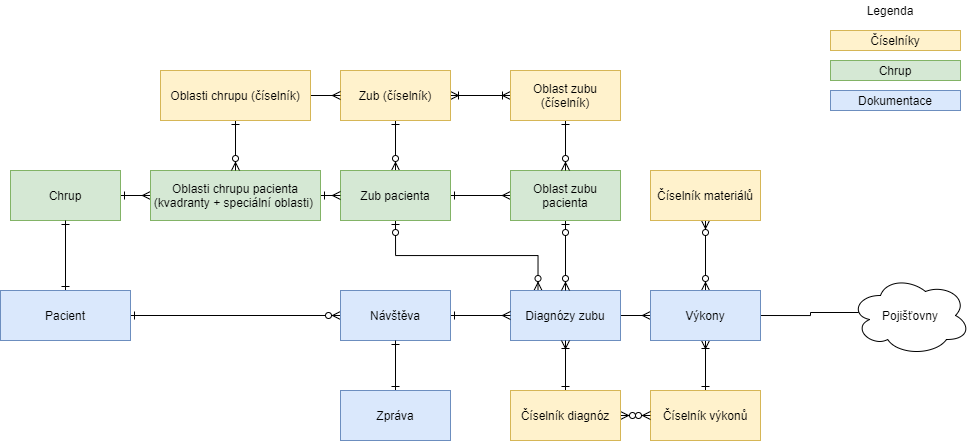 Legenda
Číselníky
Chrup
Dokumentace
Oblasti chrupu (číselník)
Zub (číselník)
Oblast zubu
(číselník)
Chrup
Oblasti chrupu pacienta
(kvadranty + speciální oblasti)
Zub pacienta
Oblast zubu
pacienta
Číselník materiálů
Pacient
Návštěva
Diagnózy zubu
Výkony
Pojišťovny
Zpráva
Číselník diagnóz
Číselník výkonů